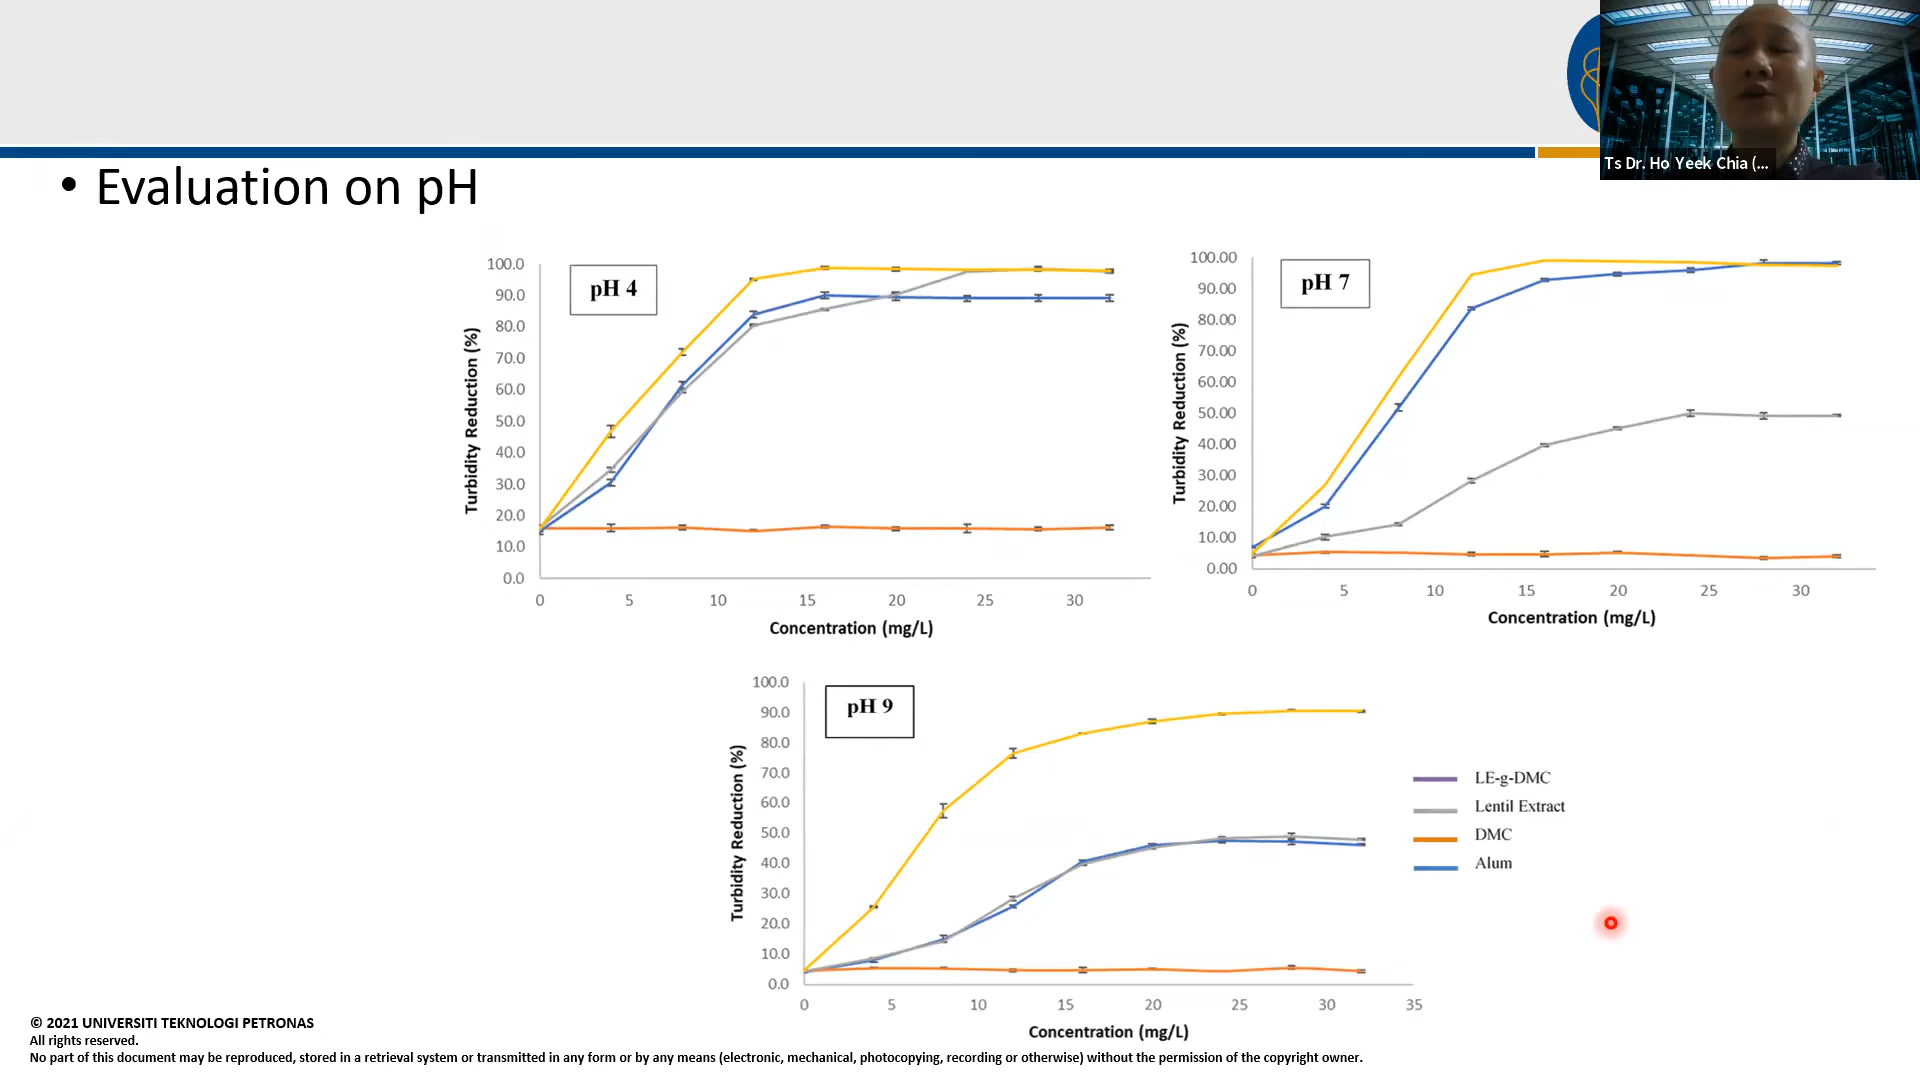 Ts Dr. Ho Yeek Chia (...
• Evaluation on pH
pH 4
100.0
90.0
80.0
70.0
60.0
50.0
40.0
30.0
20.0
10.0
0.0
Turbidity Reduction (%)
0 5 10 15 20 25 30
Concentration (mg/L)
pH 7
100.00
90.00
80.00
70.00
60.00
50.00
40.00
30.00
20.00
10.00
0.00
Turbidity Reduction (%)
0 5 10 15 20 25 30
Concentration (mg/L)
pH 9
100.0
90.0
80.0
70.0
60.0
50.0
40.0
30.0
20.0
10.0
0.0
Turbidity Reduction (%)
0 5 10 15 20 25 30 35
Concentration (mg/L)
LE-g-DMC
Lentil Extract
DMC
Alum
© 2021 UNIVERSITI TEKNOLOGI PETRONAS
All rights reserved.
No part of this document may be reproduced, stored in a retrieval system or transmitted in any form or by any means (electronic, mechanical, photocopying, recording or otherwise) without the permission of the copyright owner.